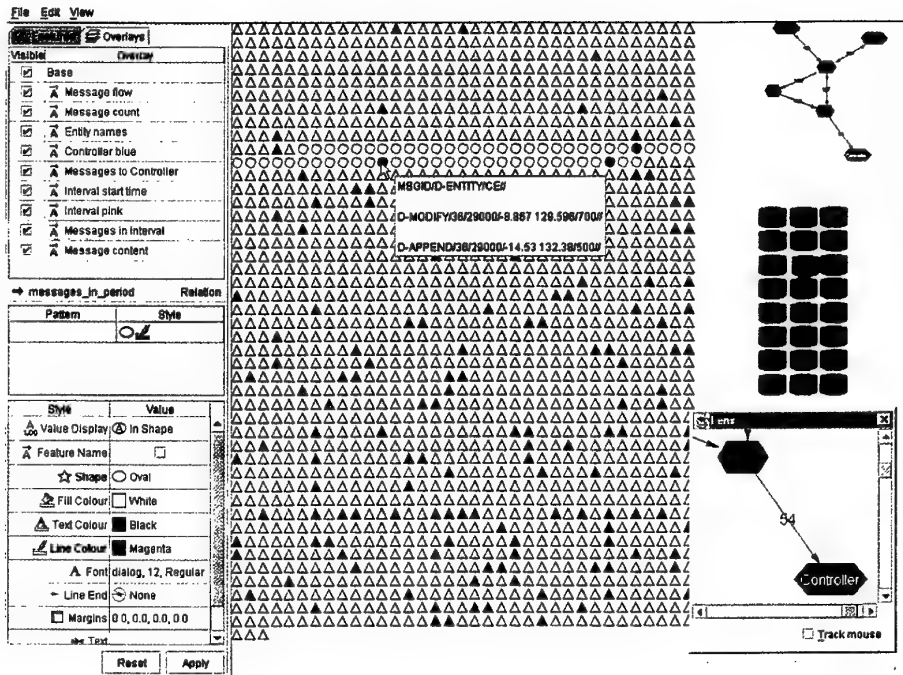 File Edit View
Overlays
Visible Overlay
Base
Message flow
Message count
Entity names
Controller blue
Messages to Controller
Interval start time
Interval pink
Messages in Interval
Message content
messages_in_period Relation
Pattern Style
Style Value
Value Display In Shape
Feature Name
Shape Oval
Fill Colour White
Text Colour Black
Line Colour Magenta
Font dialog, 12, Regular
Line End None
Margins 0.0, 0.0, 0.0, 0.0
abc Text
Reset Apply
MSGID/D-ENTITY/CE//
D-MODIFY/36/29000/-8.857 129.596/700//
D-APPEND/36/29000/-14.53 132.38/500//
Lens
54
Controller
Track mouse